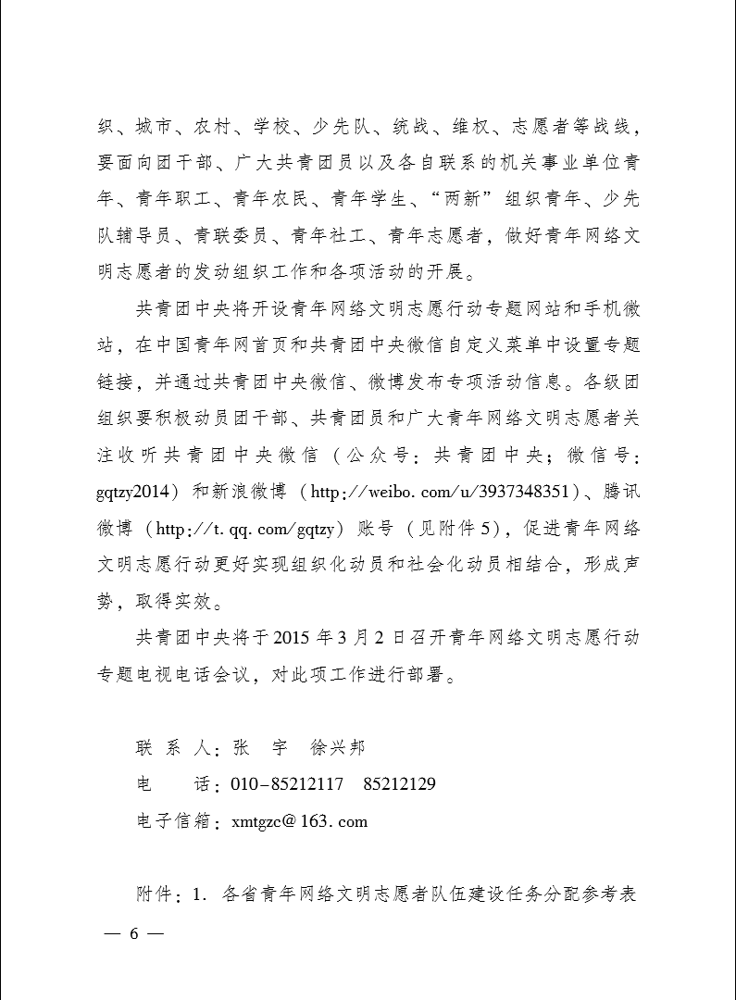 织、城市、农村、学校、少先队、统战、维权、志愿者等战线，
要面向团干部、广大共青团员以及各自联系的机关事业单位青
年、青年职工、青年农民、青年学生、“两新”组织青年、少先
队辅导员、青联委员、青年社工、青年志愿者，做好青年网络文
明志愿者的发动组织工作和各项活动的开展。
共青团中央将开设青年网络文明志愿行动专题网站和手机微
站，在中国青年网首页和共青团中央微信自定义菜单中设置专题
链接，并通过共青团中央微信、微博发布专项活动信息。各级团
组织要积极动员团干部、共青团员和广大青年网络文明志愿者关
注收听共青团中央微信（公众号：共青团中央；微信号：
gqtzy2014）和新浪微博（http://weibo.com/u/3937348351）、腾讯
微博（http://t.qq.com/gqtzy）账号（见附件5），促进青年网络
文明志愿行动更好实现组织化动员和社会化动员相结合，形成声
势，取得实效。
共青团中央将于2015年3月2日召开青年网络文明志愿行动
专题电视电话会议，对此项工作进行部署。
联 系 人：张　宇　徐兴邦
电　　话：010-85212117　85212129
电子信箱：xmtgzc@163.com
附件：1. 各省青年网络文明志愿者队伍建设任务分配参考表
— 6 —